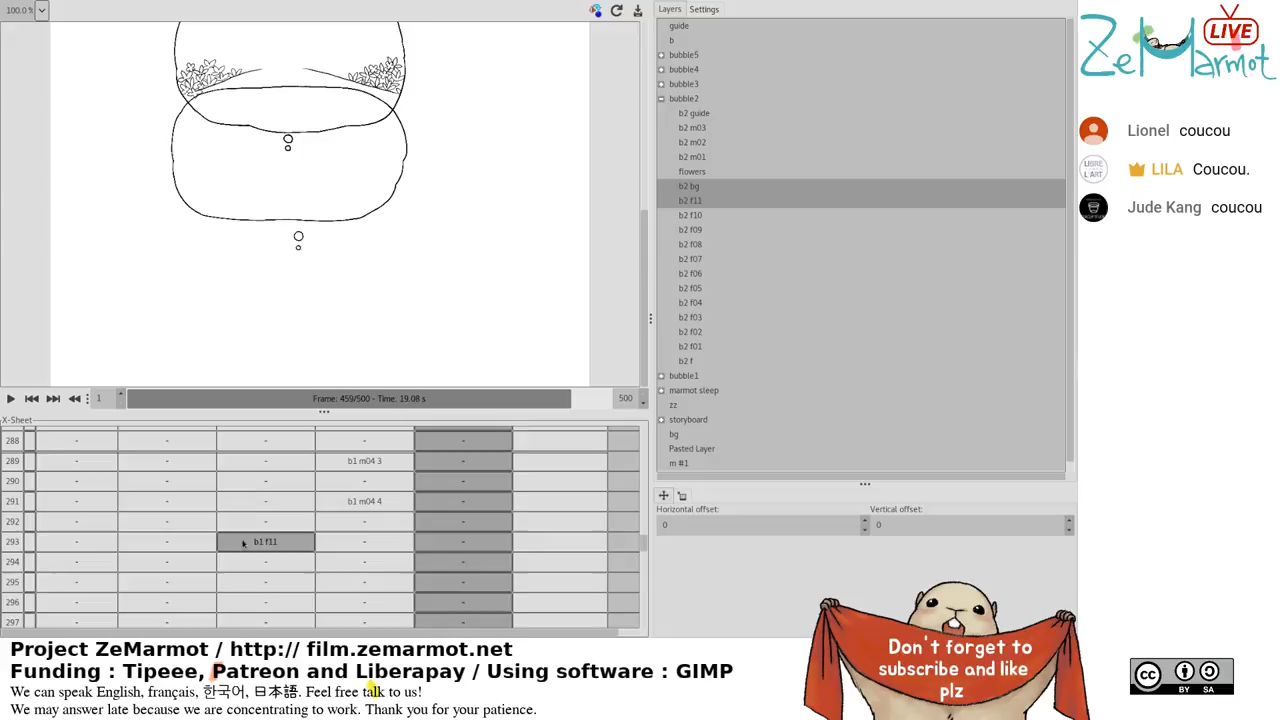 100.0 %
Layers Settings
guide
b
bubble5
bubble4
bubble3
bubble2
b2 guide
b2 m03
b2 m02
b2 m01
flowers
b2 bg
b2 f11
b2 f10
b2 f09
b2 f08
b2 f07
b2 f06
b2 f05
b2 f04
b2 f03
b2 f02
b2 f01
b2 f
bubble1
marmot sleep
zz
storyboard
bg
Pasted Layer
m #1
Horizontal offset: Vertical offset:
0 0
1 Frame: 459/500 - Time: 19.08 s 500
X-Sheet
288 - - - - -
289 - - - b1 m04 3 -
290 - - - - -
291 - - - b1 m04 4 -
292 - - - - -
293 - - b1 f11 - -
294 - - - - -
295 - - - - -
296 - - - - -
297 - - - - -
ZeMarmot LIVE
Lionel coucou
LIBRE L'ART LILA Coucou.
Jude Kang coucou
Project ZeMarmot / http:// film.zemarmot.net
Funding : Tipeee, Patreon and Liberapay / Using software : GIMP
We can speak English, français, 한국어, 日本語. Feel free talk to us!
We may answer late because we are concentrating to work. Thank you for your patience.
Don't forget to
subscribe and like
plz
cc BY SA